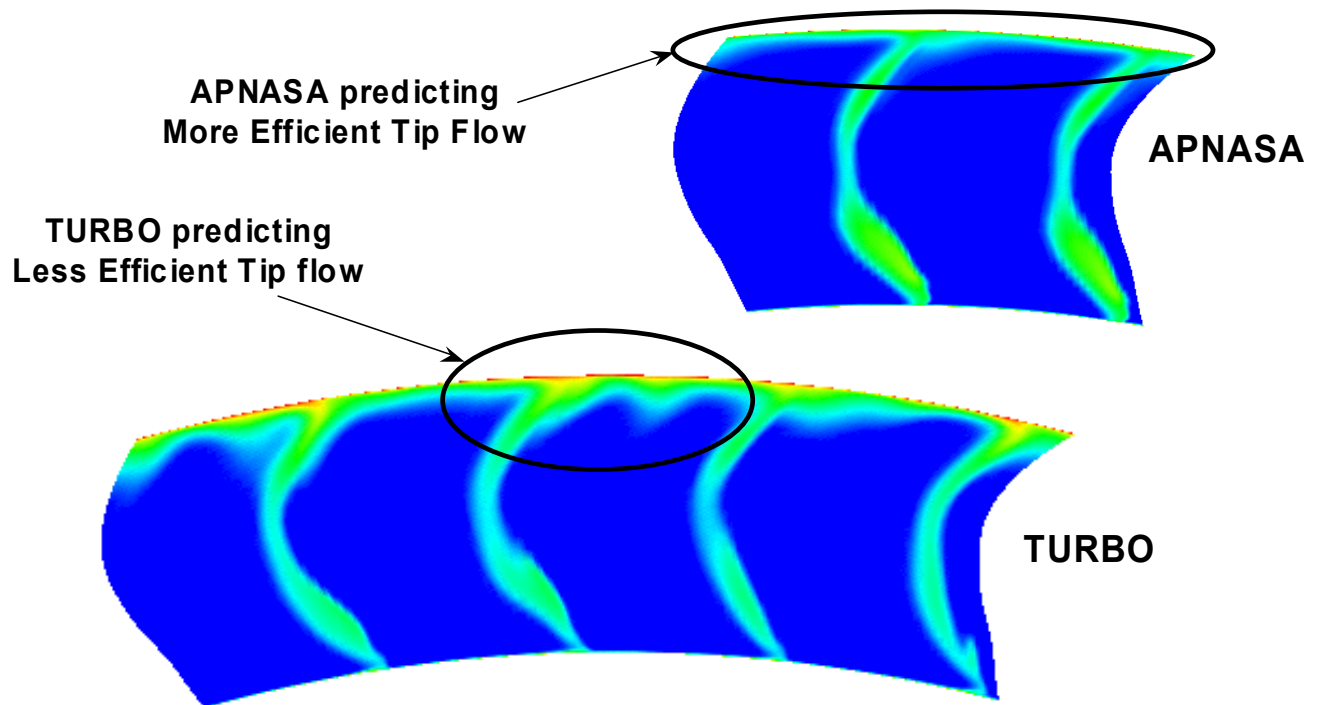 APNASA predicting
More Efficient Tip Flow
APNASA
TURBO predicting
Less Efficient Tip flow
TURBO